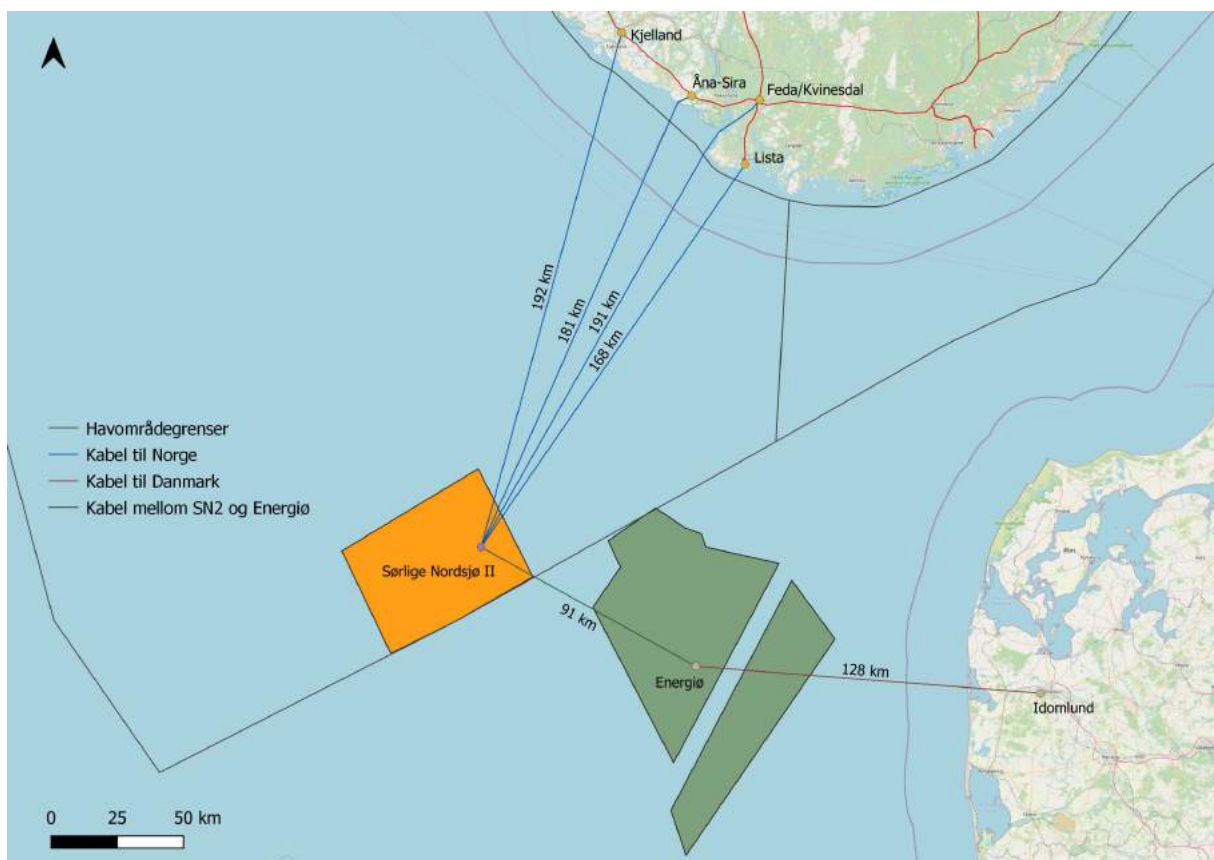 Kjelland
Åna-Sira
Feda/Kvinesdal
Lista
192 km
181 km
191 km
168 km
Havområdegrenser
Kabel til Norge
Kabel til Danmark
Kabel mellom SN2 og Energiø
Sørlige Nordsjø II
91 km
Energiø
128 km
Idomlund
0 25 50 km